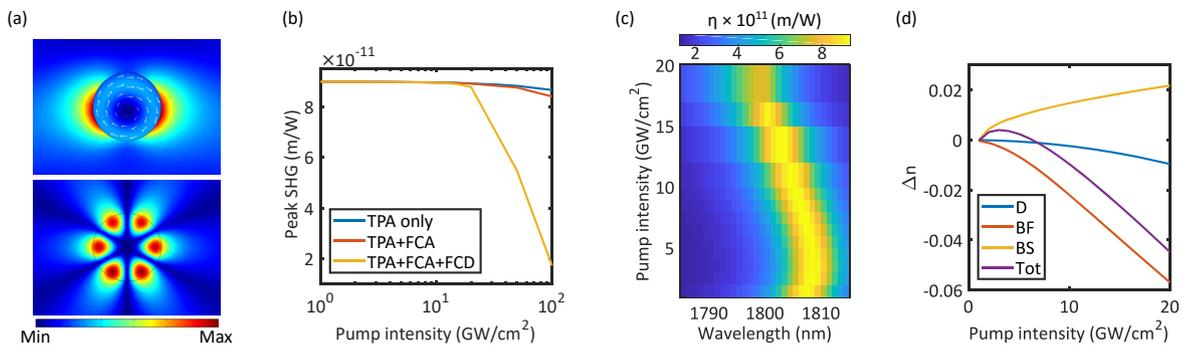 (a)
Min Max
(b)
×10⁻¹¹
8
6
4
2
Peak SHG (m/W)
TPA only
TPA+FCA
TPA+FCA+FCD
10⁰ 10¹ 10²
Pump intensity (GW/cm²)
(c)
η × 10¹¹ (m/W)
2 4 6 8
20
15
10
5
Pump intensity (GW/cm²)
1790 1800 1810
Wavelength (nm)
(d)
0.02
0
-0.02
-0.04
-0.06
Δn
D
BF
BS
Tot
0 10 20
Pump intensity (GW/cm²)